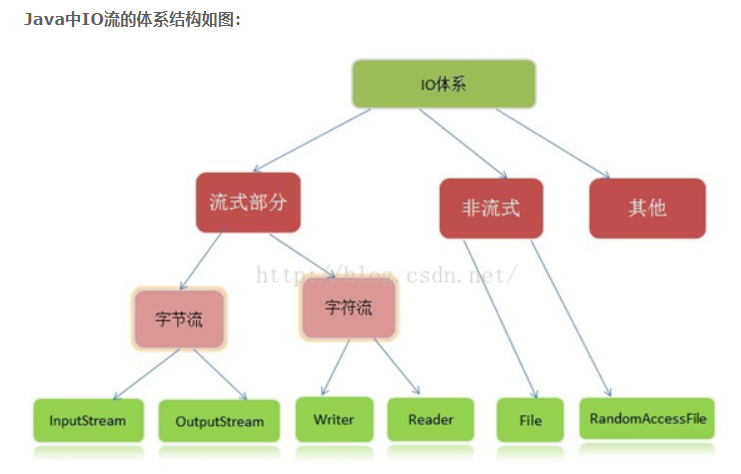 Java中IO流的体系结构如图：
IO体系
流式部分
非流式
其他
http://blog.csdn.net/
字节流
字符流
InputStream
OutputStream
Writer
Reader
File
RandomAccessFile